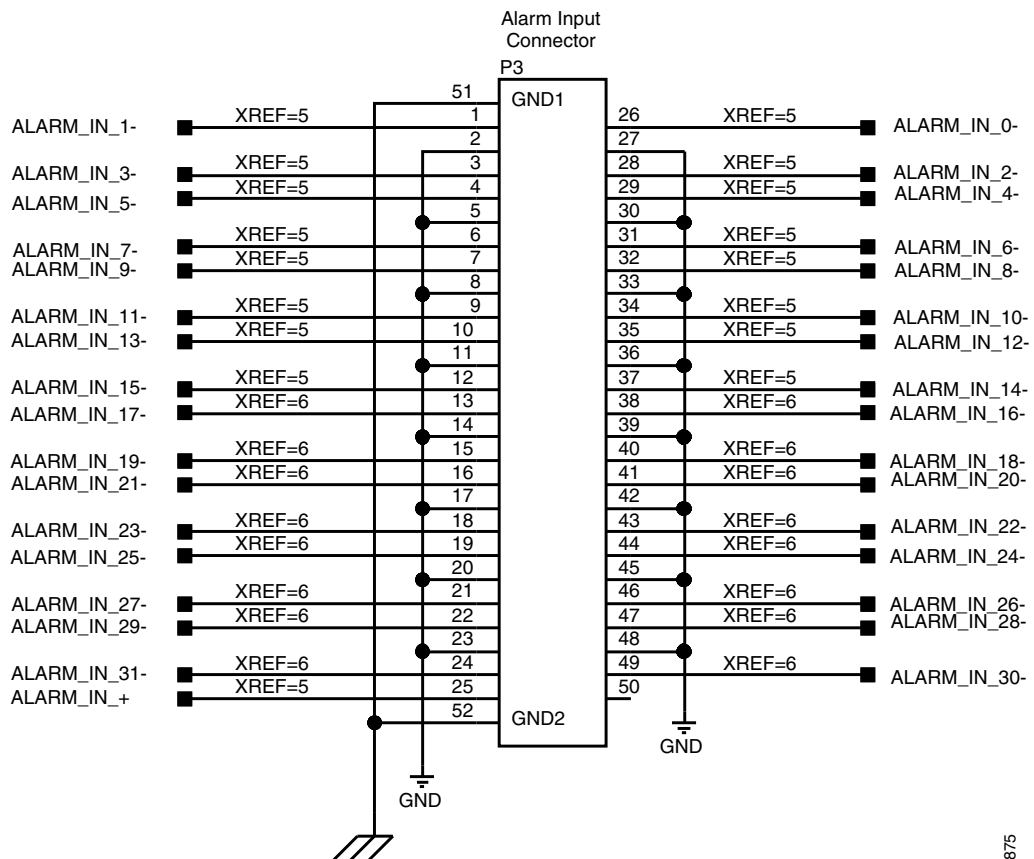 Alarm Input
Connector
P3
51 GND1
ALARM_IN_1- XREF=5 1 26 XREF=5 ALARM_IN_0-
2 27
ALARM_IN_3- XREF=5 3 28 XREF=5 ALARM_IN_2-
ALARM_IN_5- XREF=5 4 29 XREF=5 ALARM_IN_4-
5 30
ALARM_IN_7- XREF=5 6 31 XREF=5 ALARM_IN_6-
ALARM_IN_9- XREF=5 7 32 XREF=5 ALARM_IN_8-
8 33
ALARM_IN_11- XREF=5 9 34 XREF=5 ALARM_IN_10-
ALARM_IN_13- XREF=5 10 35 XREF=5 ALARM_IN_12-
11 36
ALARM_IN_15- XREF=5 12 37 XREF=5 ALARM_IN_14-
ALARM_IN_17- XREF=6 13 38 XREF=6 ALARM_IN_16-
14 39
ALARM_IN_19- XREF=6 15 40 XREF=6 ALARM_IN_18-
ALARM_IN_21- XREF=6 16 41 XREF=6 ALARM_IN_20-
17 42
ALARM_IN_23- XREF=6 18 43 XREF=6 ALARM_IN_22-
ALARM_IN_25- XREF=6 19 44 XREF=6 ALARM_IN_24-
20 45
ALARM_IN_27- XREF=6 21 46 XREF=6 ALARM_IN_26-
ALARM_IN_29- XREF=6 22 47 XREF=6 ALARM_IN_28-
23 48
ALARM_IN_31- XREF=6 24 49 XREF=6 ALARM_IN_30-
ALARM_IN_+ XREF=5 25 50
52 GND2
GND
GND
875